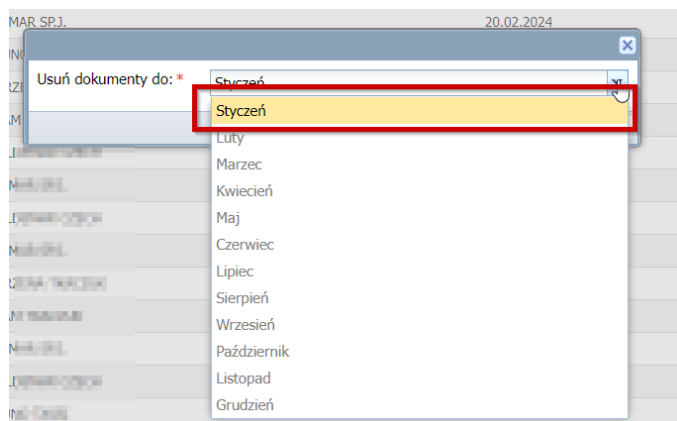 MAR SP.J. 20.02.2024
Usuń dokumenty do: * Styczeń
Styczeń
Luty
Marzec
Kwiecień
Maj
Czerwiec
Lipiec
Sierpień
Wrzesień
Październik
Listopad
Grudzień